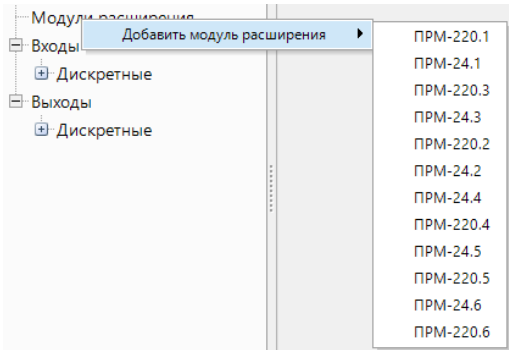 Модули расширения
Добавить модуль расширения
Входы
Дискретные
Выходы
Дискретные
ПРМ-220.1
ПРМ-24.1
ПРМ-220.3
ПРМ-24.3
ПРМ-220.2
ПРМ-24.2
ПРМ-24.4
ПРМ-220.4
ПРМ-24.5
ПРМ-220.5
ПРМ-24.6
ПРМ-220.6